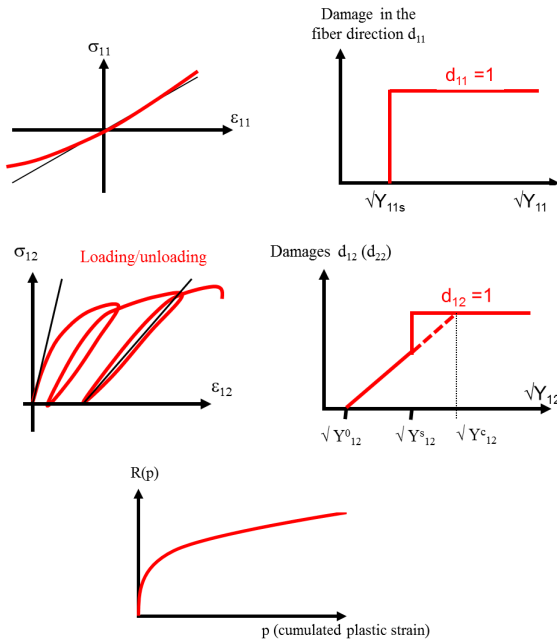 σ11
ε11
Damage in the
fiber direction d11
d11 =1
√Y11s
√Y11
σ12
Loading/unloading
ε12
Damages d12 (d22)
d12 = 1
√Y12
√ Y⁰12
√ Yˢ12
√ Yᶜ12
R(p)
p (cumulated plastic strain)